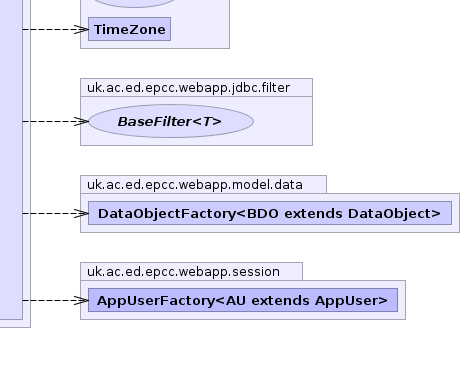 TimeZone
uk.ac.ed.epcc.webapp.jdbc.filter
BaseFilter<T>
uk.ac.ed.epcc.webapp.model.data
DataObjectFactory<BDO extends DataObject>
uk.ac.ed.epcc.webapp.session
AppUserFactory<AU extends AppUser>